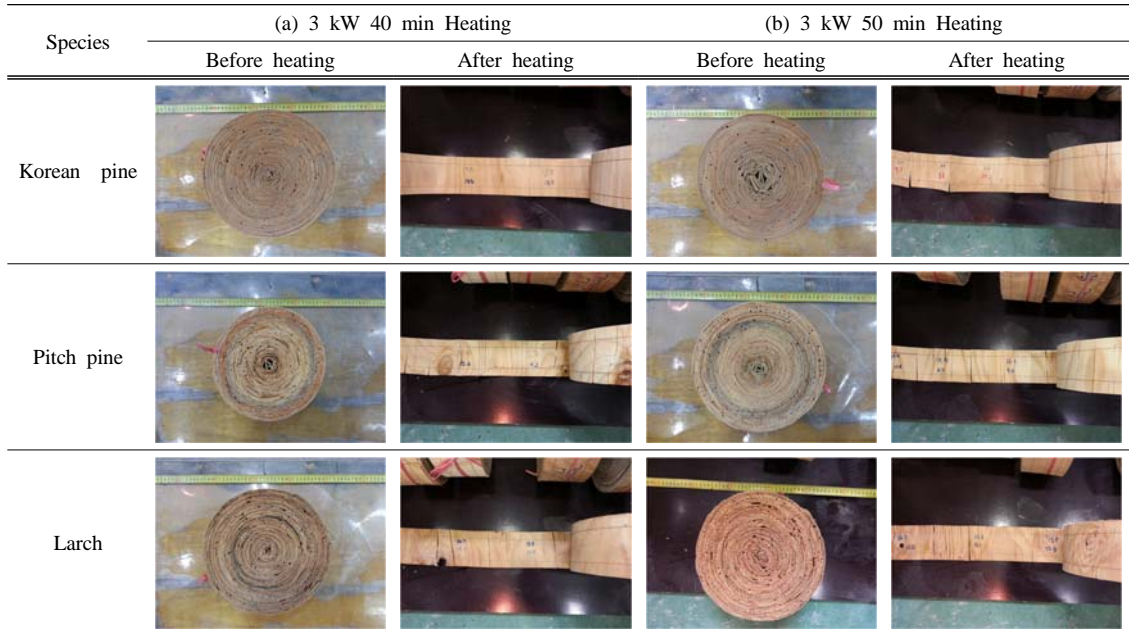 Species
(a) 3 kW 40 min Heating
(b) 3 kW 50 min Heating
Before heating
After heating
Before heating
After heating
Korean pine
Pitch pine
Larch